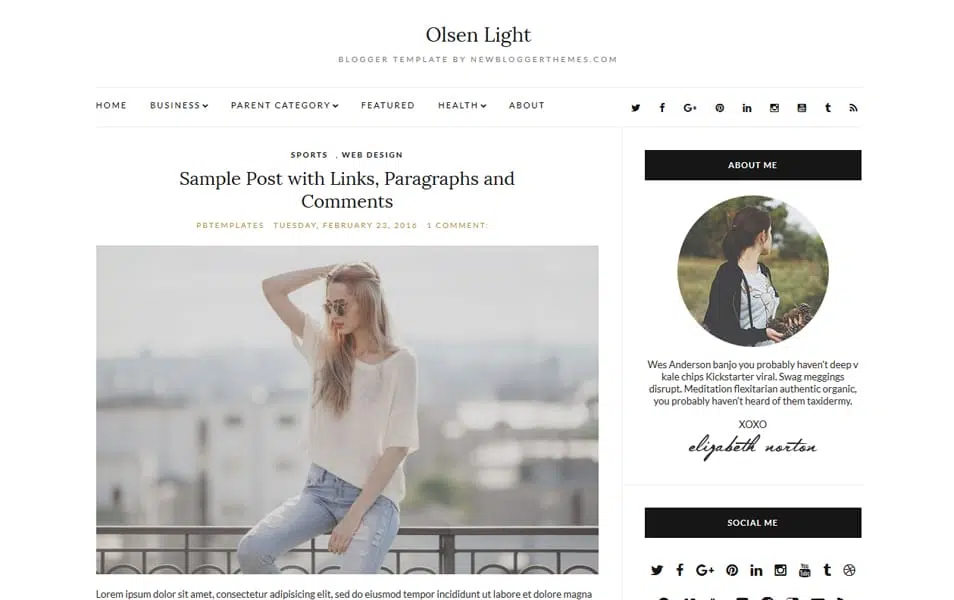 Olsen Light
BLOGGER TEMPLATE BY NEWBLOGGERTHEMES.COM
HOME BUSINESS PARENT CATEGORY FEATURED HEALTH ABOUT
SPORTS , WEB DESIGN
Sample Post with Links, Paragraphs and
Comments
PBTEMPLATES TUESDAY, FEBRUARY 23, 2016 1 COMMENT:
Lorem ipsum dolor sit amet, consectetur adipisicing elit, sed do eiusmod tempor incididunt ut labore et dolore magna
ABOUT ME
Wes Anderson banjo you probably haven't deep v
kale chips Kickstarter viral. Swag meggings
disrupt. Meditation flexitarian authentic organic,
you probably haven't heard of them taxidermy.
XOXO
elizabeth norton
SOCIAL ME